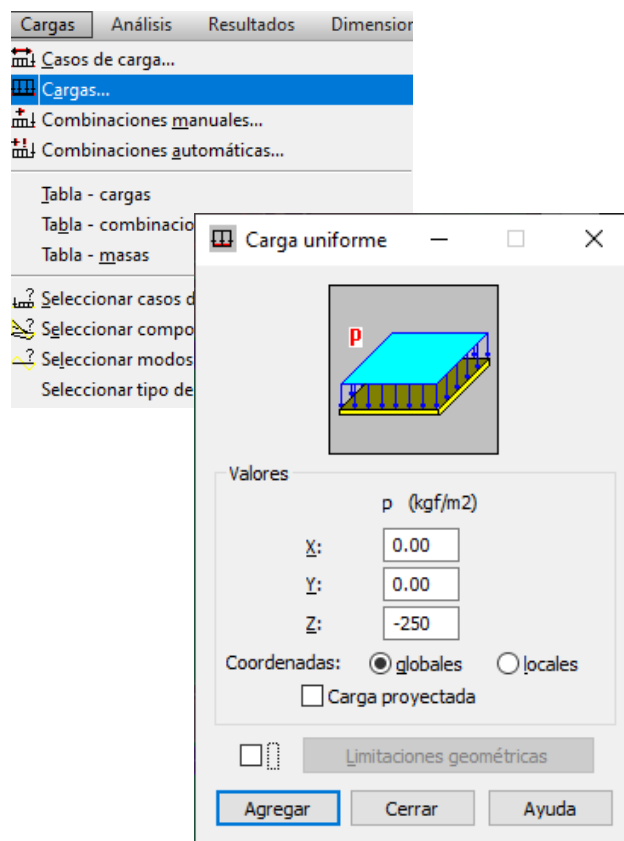 Cargas Análisis Resultados Dimension
Casos de carga...
Cargas...
Combinaciones manuales...
Combinaciones automáticas...
Tabla - cargas
Tabla - combinacio
Tabla - masas
Seleccionar casos d
Seleccionar compo
Seleccionar modos
Seleccionar tipo de
Carga uniforme
p
Valores
p (kgf/m2)
X: 0.00
Y: 0.00
Z: -250
Coordenadas: globales locales
Carga proyectada
Limitaciones geométricas
Agregar Cerrar Ayuda